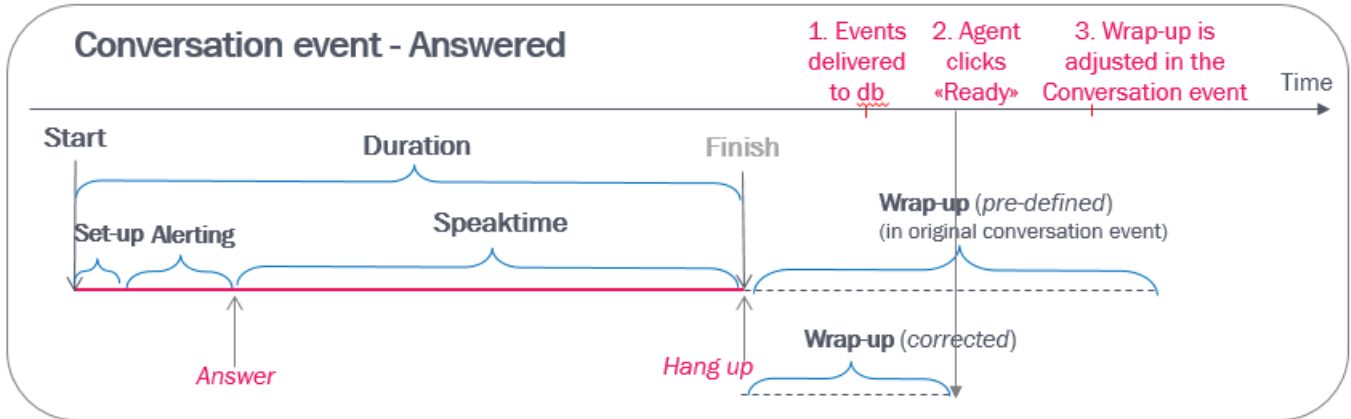 Conversation event - Answered
1. Events
delivered
to db
2. Agent
clicks
«Ready»
3. Wrap-up is
adjusted in the
Conversation event
Time
Start
Duration
Finish
Set-up Alerting
Speaktime
Wrap-up (pre-defined)
(in original conversation event)
Answer
Hang up
Wrap-up (corrected)